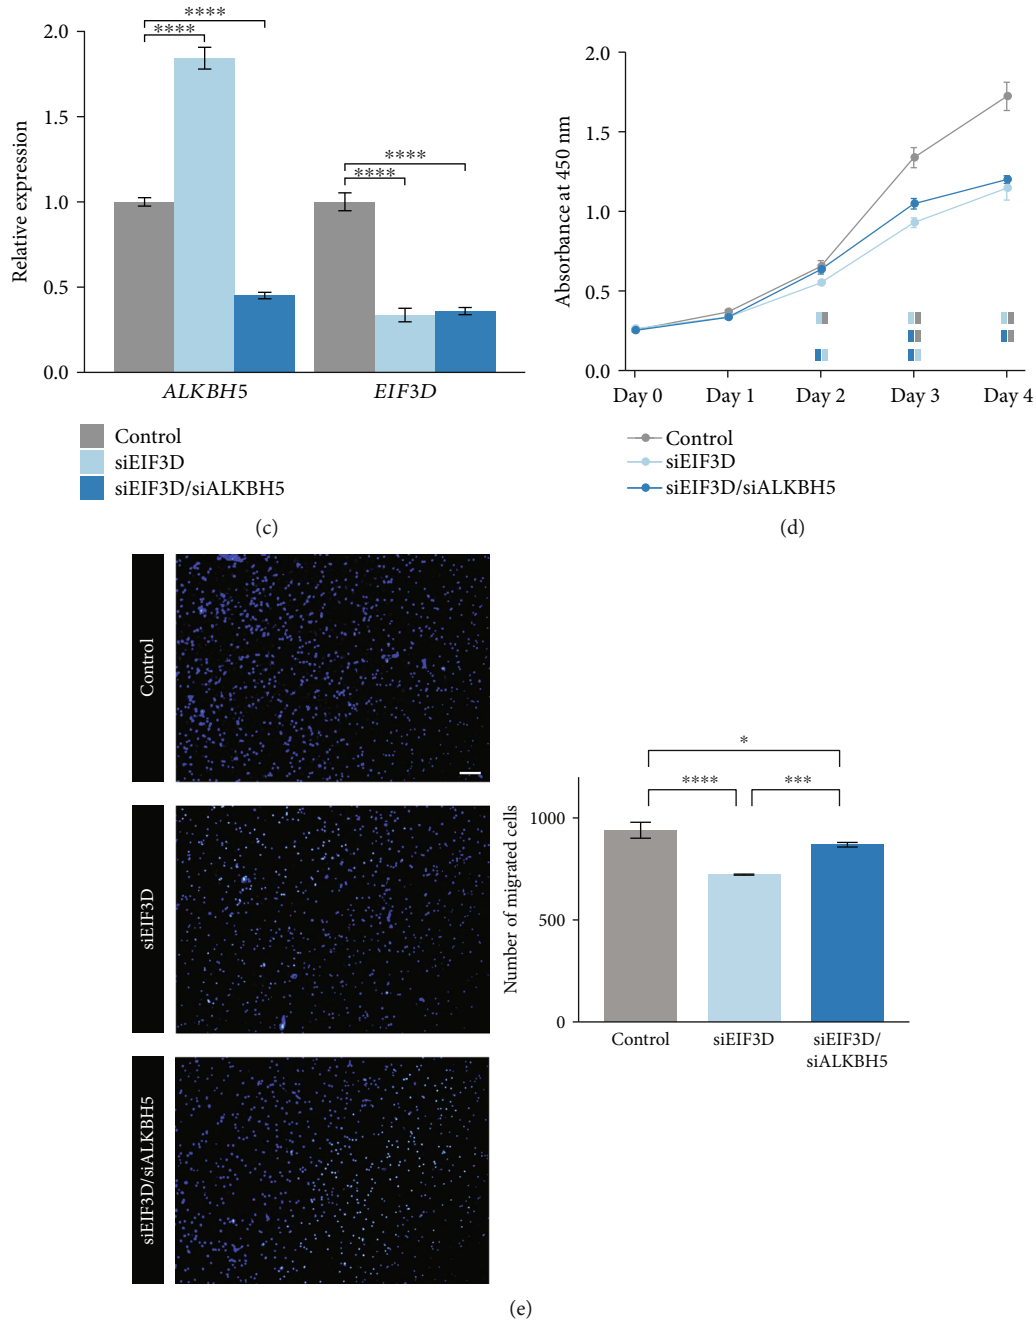 ****
****
****
****
2.0
1.5
1.0
0.5
0.0
Relative expression
ALKBH5
EIF3D
Control
siEIF3D
siEIF3D/siALKBH5
(c)
2.0
1.5
1.0
0.5
0.0
Absorbance at 450 nm
Day 0
Day 1
Day 2
Day 3
Day 4
Control
siEIF3D
siEIF3D/siALKBH5
(d)
Control
siEIF3D
siEIF3D/siALKBH5
*
****
***
1000
500
0
Number of migrated cells
Control
siEIF3D
siEIF3D/
siALKBH5
(e)